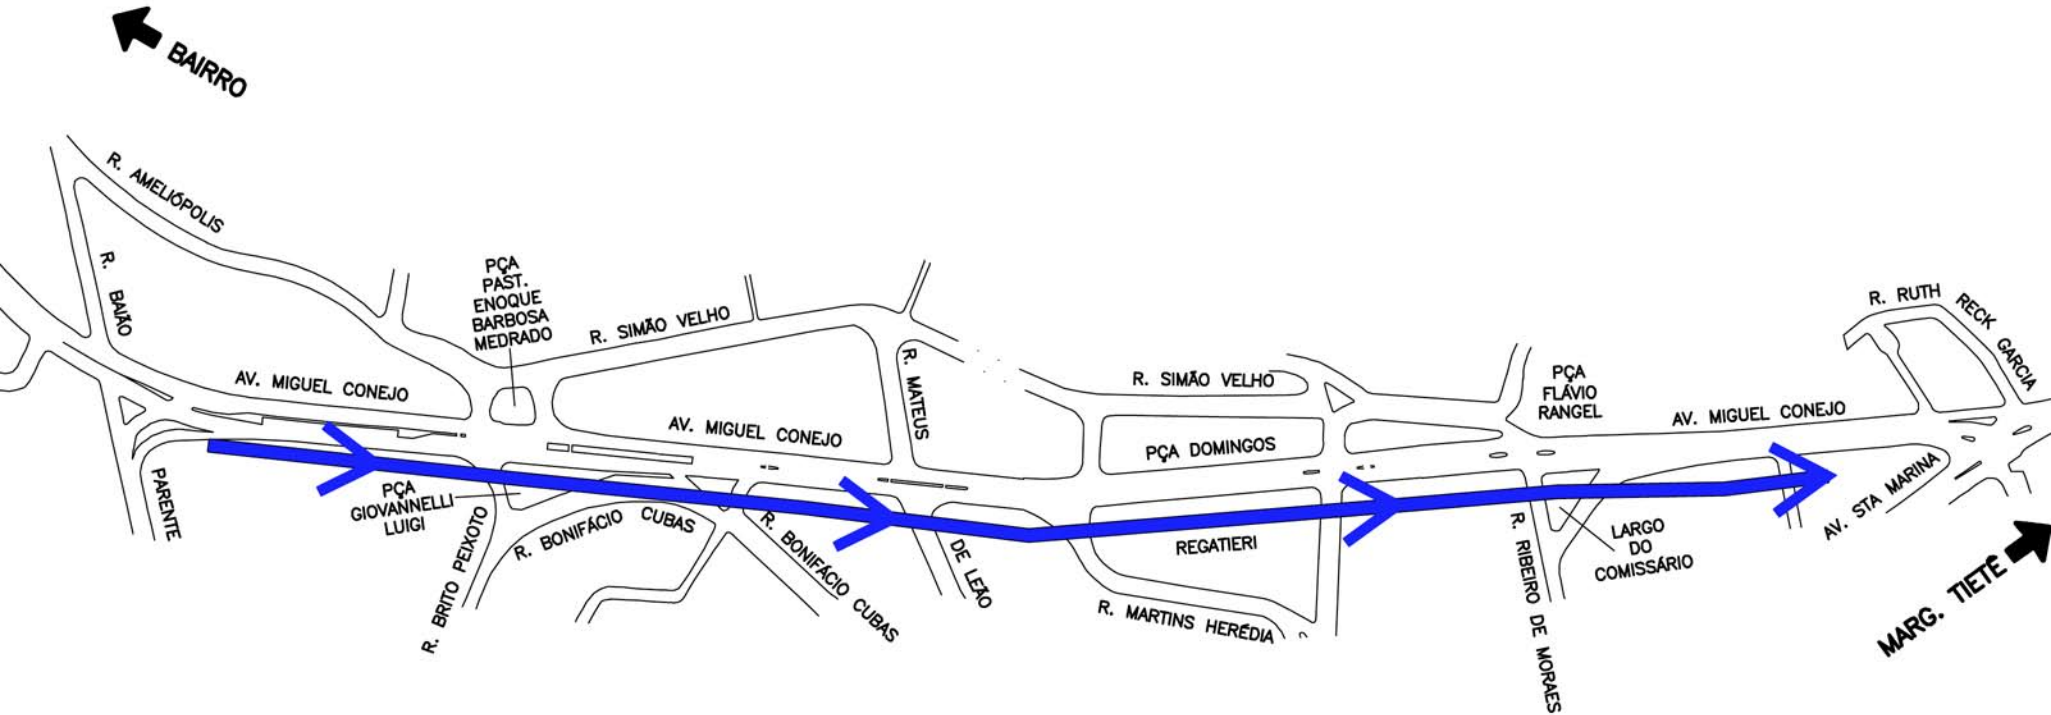 BAIRRO
R. AMELIÓPOLIS
R. BAIÃO
PÇA
PAST.
ENOQUE
BARBOSA
MEDRADO
R. SIMÃO VELHO
AV. MIGUEL CONEJO
R. MATEUS
AV. MIGUEL CONEJO
R. SIMÃO VELHO
PÇA DOMINGOS
PÇA
FLÁVIO
RANGEL
AV. MIGUEL CONEJO
R. RUTH
RECK
GARCIA
PARENTE
PÇA
GIOVANNELLI
LUIGI
R. BRITO PEIXOTO
R. BONIFÁCIO CUBAS
R. BONIFÁCIO CUBAS
DE LEÃO
REGATIERI
R. MARTINS HERÉDIA
R. RIBEIRO DE MORAES
LARGO
DO
COMISSÁRIO
AV. STA MARINA
MARG. TIETÊ